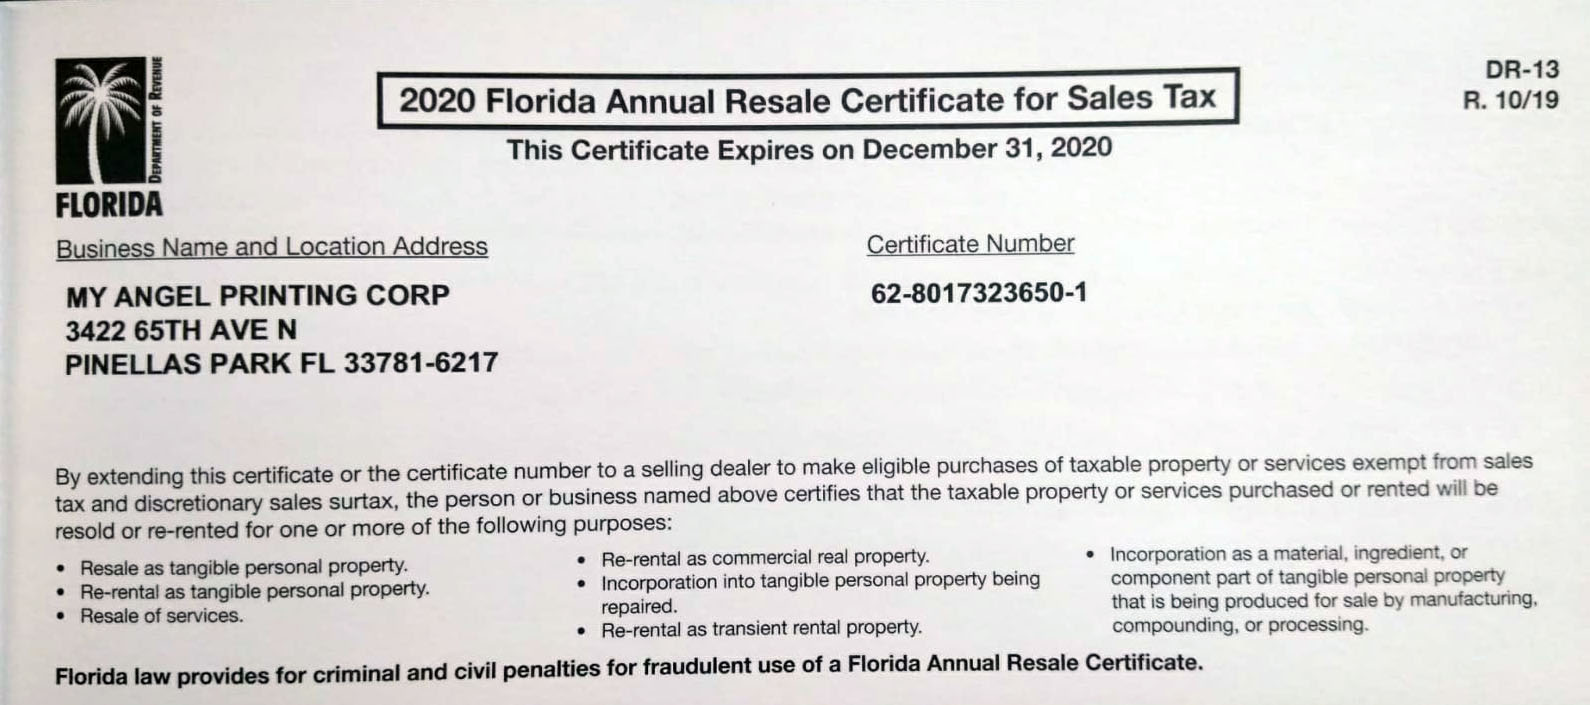 DEPARTMENT OF REVENUE
FLORIDA
2020 Florida Annual Resale Certificate for Sales Tax
This Certificate Expires on December 31, 2020
DR-13
R. 10/19
Business Name and Location Address
MY ANGEL PRINTING CORP
3422 65TH AVE N
PINELLAS PARK FL 33781-6217
Certificate Number
62-8017323650-1
By extending this certificate or the certificate number to a selling dealer to make eligible purchases of taxable property or services exempt from sales
tax and discretionary sales surtax, the person or business named above certifies that the taxable property or services purchased or rented will be
resold or re-rented for one or more of the following purposes:
• Resale as tangible personal property.
• Re-rental as tangible personal property.
• Resale of services.
• Re-rental as commercial real property.
• Incorporation into tangible personal property being
repaired.
• Re-rental as transient rental property.
• Incorporation as a material, ingredient, or
component part of tangible personal property
that is being produced for sale by manufacturing,
compounding, or processing.
Florida law provides for criminal and civil penalties for fraudulent use of a Florida Annual Resale Certificate.